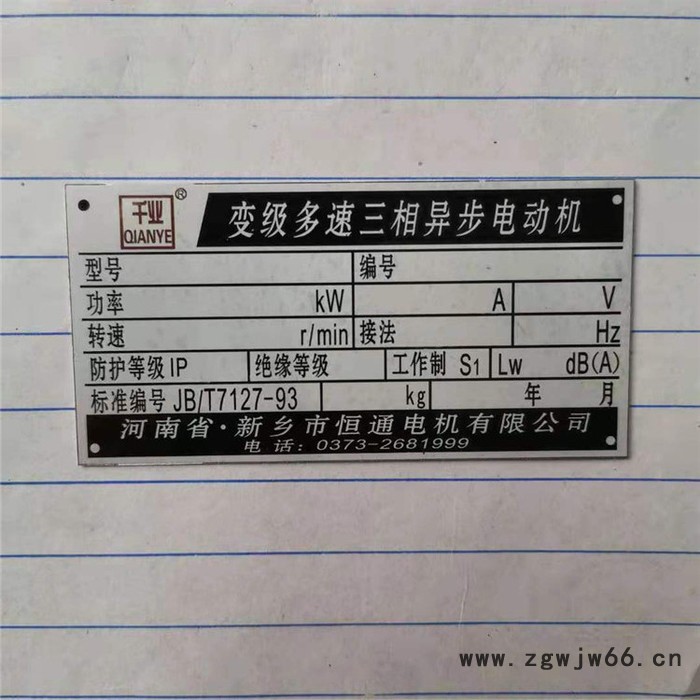 千业® 变级多速三相异步电动机
QIANYE
型号 编号
功率 kW A V
转速 r/min 接法 Hz
防护等级IP 绝缘等级 工作制 S1 Lw dB(A)
标准编号 JB/T7127-93 kg 年 月
河南省·新乡市恒通电机有限公司
电话:0373-2681999
www.zgwjw66.cn